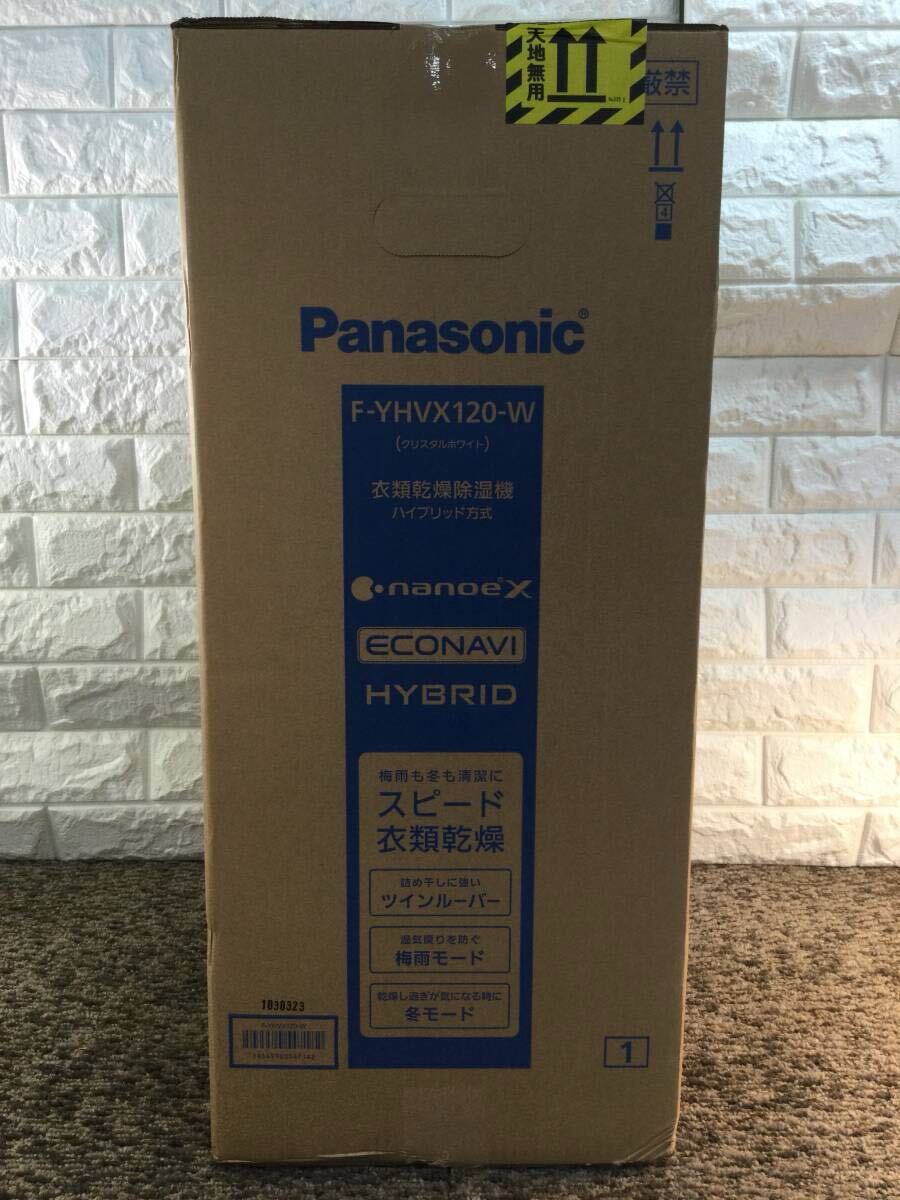 天地無用
厳禁
4
Panasonic®
F-YHVX120-W
(クリスタルホワイト)
衣類乾燥除湿機
ハイブリッド方式
nanoe X
ECONAVI
HYBRID
梅雨も冬も清潔に
スピード
衣類乾燥
詰め干しに強い
ツインルーバー
湿気戻りを防ぐ
梅雨モード
乾燥し過ぎが気になる時に
冬モード
1030323
F-YHVX120-W
1